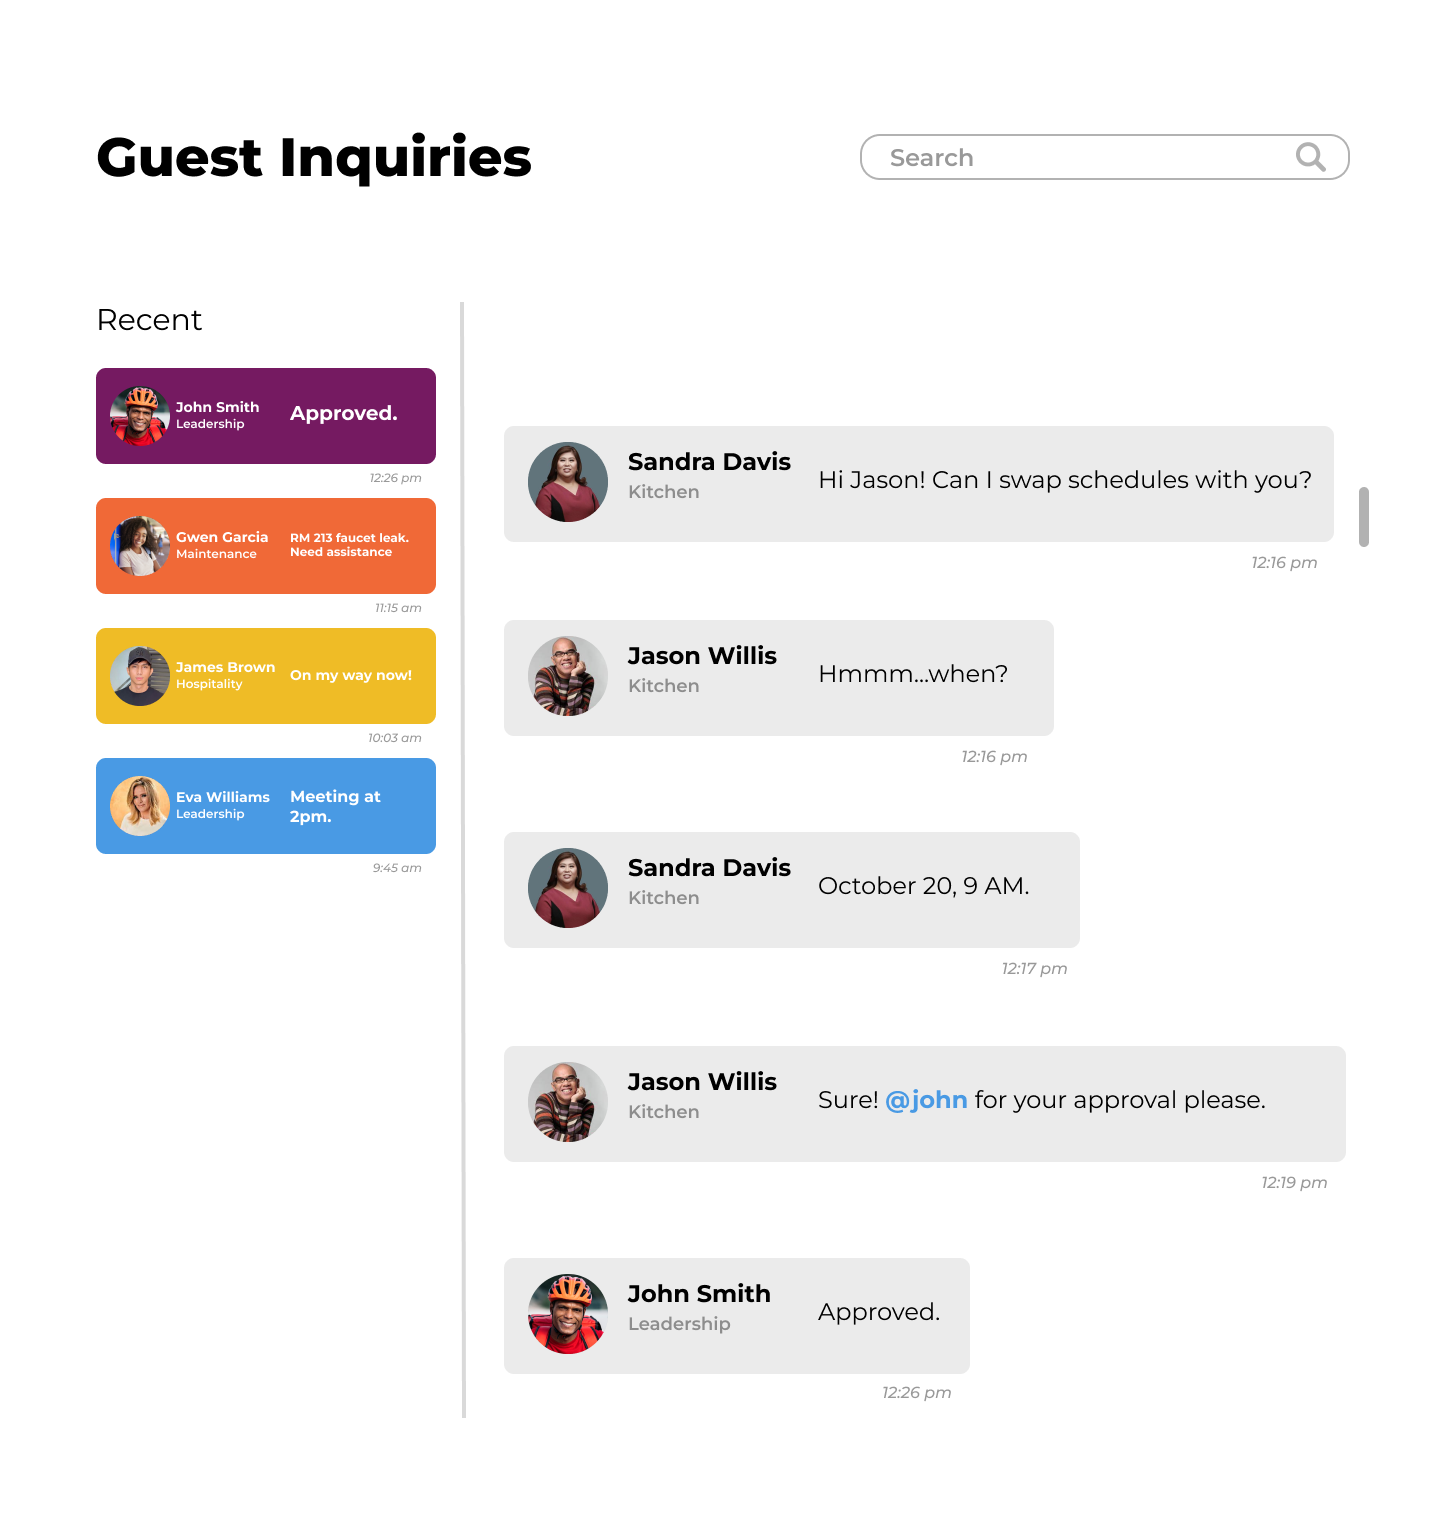 Guest Inquiries
Search
Recent
John Smith
Leadership
Approved.
12:26 pm
Gwen Garcia
Maintenance
RM 213 faucet leak.
Need assistance
11:15 am
James Brown
Hospitality
On my way now!
10:03 am
Eva Williams
Leadership
Meeting at
2pm.
9:45 am
Sandra Davis
Kitchen
Hi Jason! Can I swap schedules with you?
12:16 pm
Jason Willis
Kitchen
Hmmm...when?
12:16 pm
Sandra Davis
Kitchen
October 20, 9 AM.
12:17 pm
Jason Willis
Kitchen
Sure! @john for your approval please.
12:19 pm
John Smith
Leadership
Approved.
12:26 pm